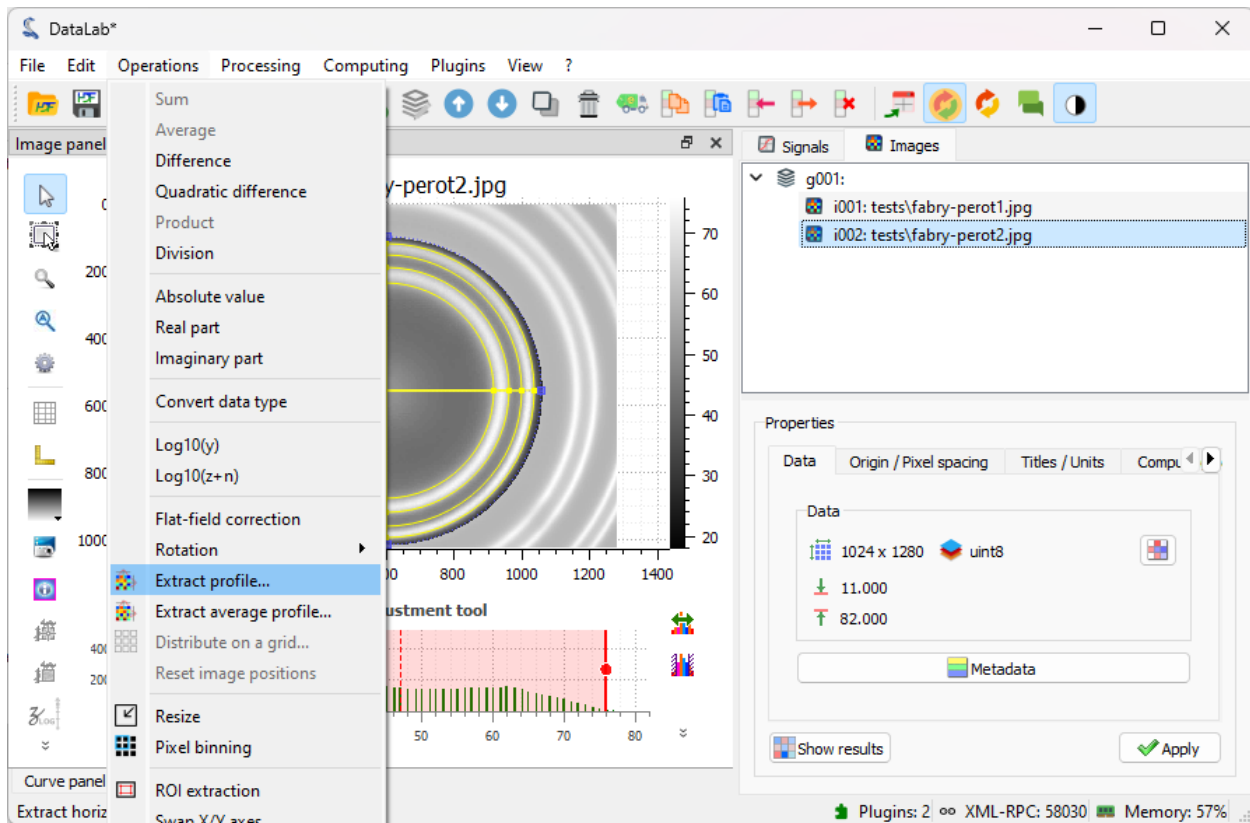 DataLab*
File Edit Operations Processing Computing Plugins View ?
Sum
Average
Difference
Quadratic difference
Product
Division
Absolute value
Real part
Imaginary part
Convert data type
Log10(y)
Log10(z+n)
Flat-field correction
Rotation
Extract profile...
Extract average profile...
Distribute on a grid...
Reset image positions
Resize
Pixel binning
ROI extraction
Swap X/Y axes
Image panel
y-perot2.jpg
0
200
400
600
800
1000
70
60
50
40
30
20
00 800 1000 1200 1400
ustment tool
400
200
50 60 70 80
LOG
Curve panel
Extract horiz
Signals Images
g001:
i001: tests\fabry-perot1.jpg
i002: tests\fabry-perot2.jpg
Properties
Data Origin / Pixel spacing Titles / Units Compu
Data
1024 x 1280 uint8
11.000
82.000
Metadata
Show results Apply
Plugins: 2 XML-RPC: 58030 Memory: 57%